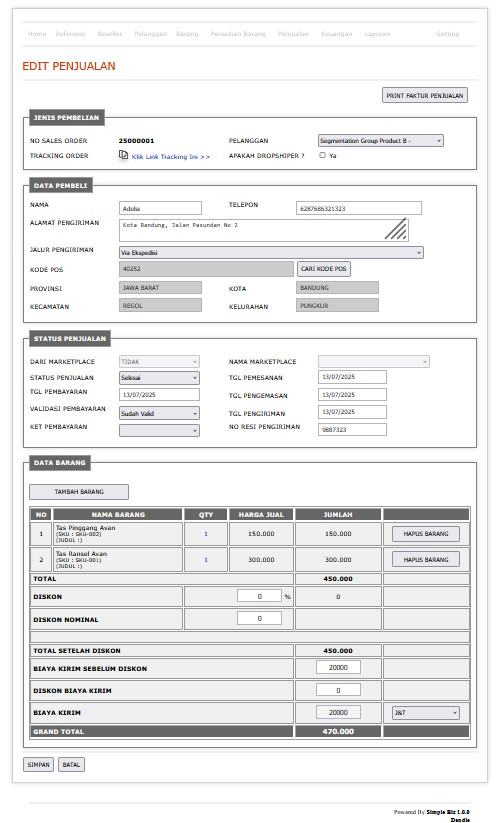 Home Referensi Reseller Pelanggan Barang Persedian Barang Penjualan Keuangan Laporan Setting
EDIT PENJUALAN
PRINT FAKTUR PENJUALAN
JENIS PEMBELIAN
NO SALES ORDER 25000001 PELANGGAN Segmentation Group Product B -
TRACKING ORDER Klik Link Tracking Ini >> APAKAH DROPSHIPER ? Ya
DATA PEMBELI
NAMA Adelia TELEPON 6287686321323
ALAMAT PENGIRIMAN Kota Bandung, Jalan Pasundan No 2
JALUR PENGIRIMAN Via Ekspedisi
KODE POS 40252 CARI KODE POS
PROVINSI JAWA BARAT KOTA BANDUNG
KECAMATAN REGOL KELURAHAN PUNGKUR
STATUS PENJUALAN
DARI MARKETPLACE TIDAK NAMA MARKETPLACE
STATUS PENJUALAN Selesai TGL PEMESANAN 13/07/2025
TGL PEMBAYARAN 13/07/2025 TGL PENGEMASAN 13/07/2025
VALIDASI PEMBAYARAN Sudah Valid TGL PENGIRIMAN 13/07/2025
KET PEMBAYARAN NO RESI PENGIRIMAN 9887323
DATA BARANG
TAMBAH BARANG
NO NAMA BARANG QTY HARGA JUAL JUMLAH
1 Tas Pinggang Avan 1 150.000 150.000 HAPUS BARANG
(SKU : SKU-002)
(JUDUL :)
2 Tas Ransel Avan 1 300.000 300.000 HAPUS BARANG
(SKU : SKU-001)
(JUDUL :)
TOTAL 450.000
DISKON 0 % 0
DISKON NOMINAL 0
TOTAL SETELAH DISKON 450.000
BIAYA KIRIM SEBELUM DISKON 20000
DISKON BIAYA KIRIM 0
BIAYA KIRIM 20000 J&T
GRAND TOTAL 470.000
SIMPAN BATAL
Powered By Simple Biz 1.0.0
Dendie